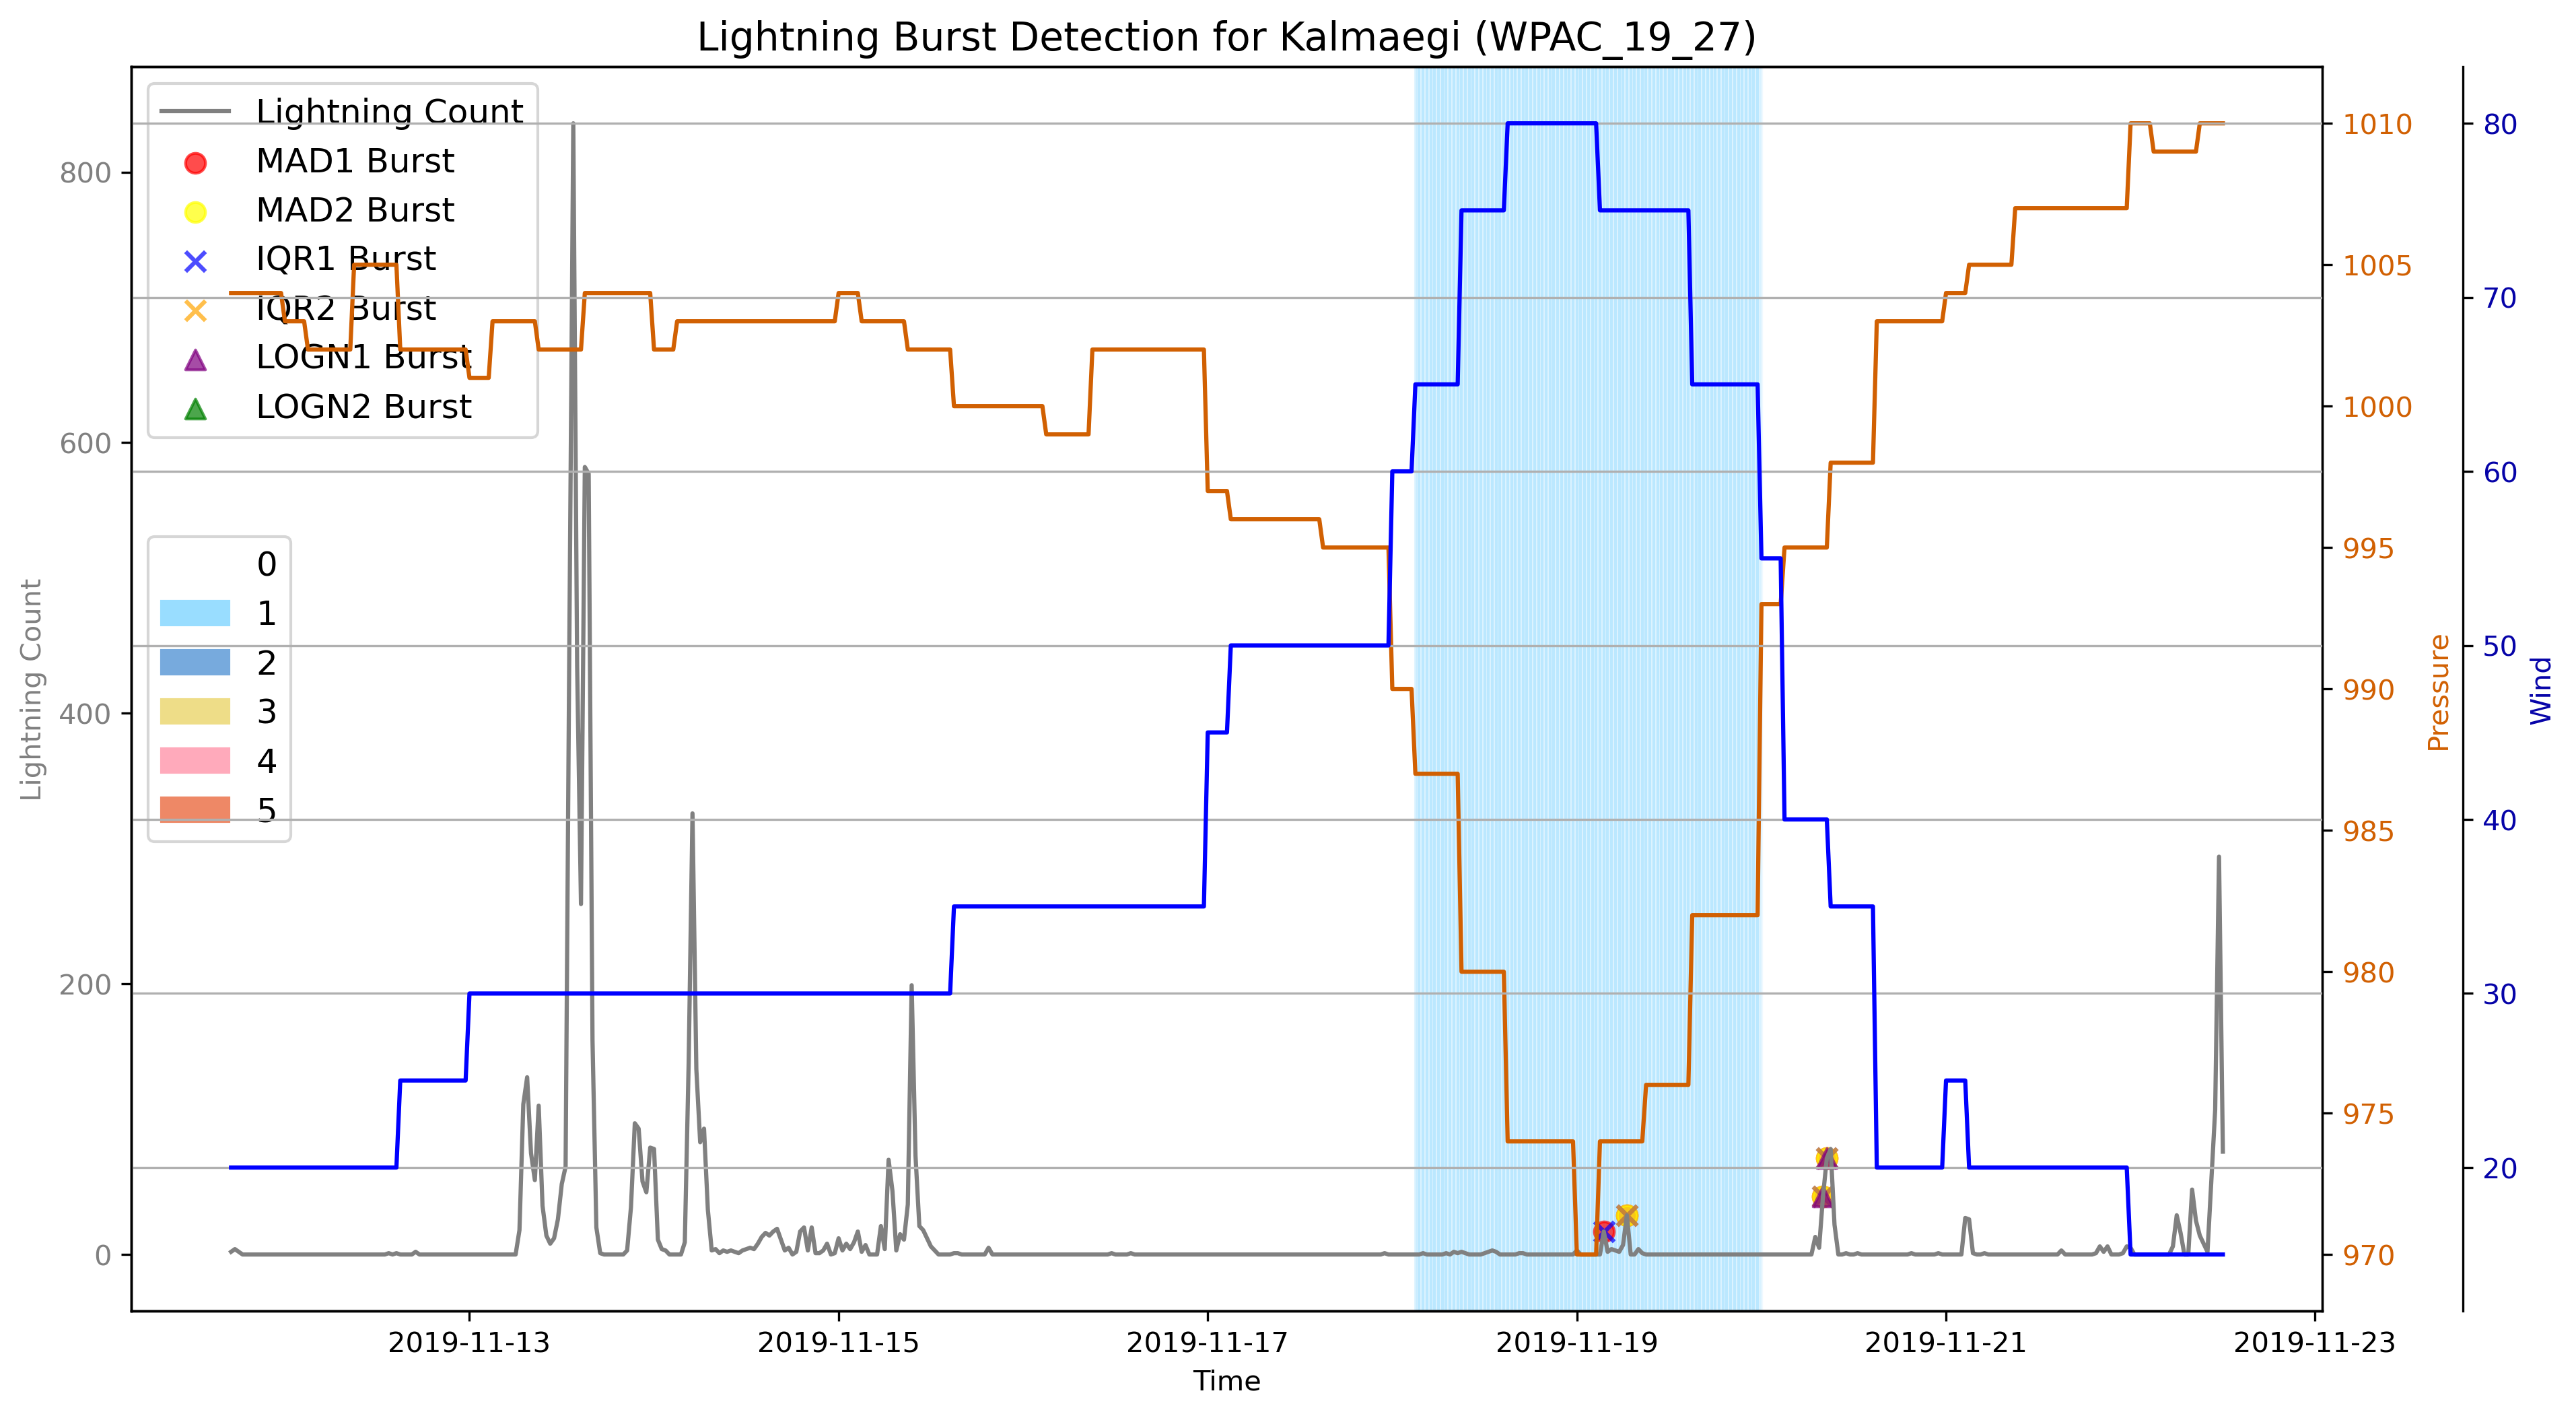 Lightning Burst Detection for Kalmaegi (WPAC_19_27)
Lightning Count
MAD1 Burst
MAD2 Burst
IQR1 Burst
IQR2 Burst
LOGN1 Burst
LOGN2 Burst
0
1
2
3
4
5
Lightning Count
800
600
400
200
0
1010
1005
1000
995
990
985
980
975
970
Pressure
80
70
60
50
40
30
20
Wind
2019-11-13
2019-11-15
2019-11-17
2019-11-19
2019-11-21
2019-11-23
Time